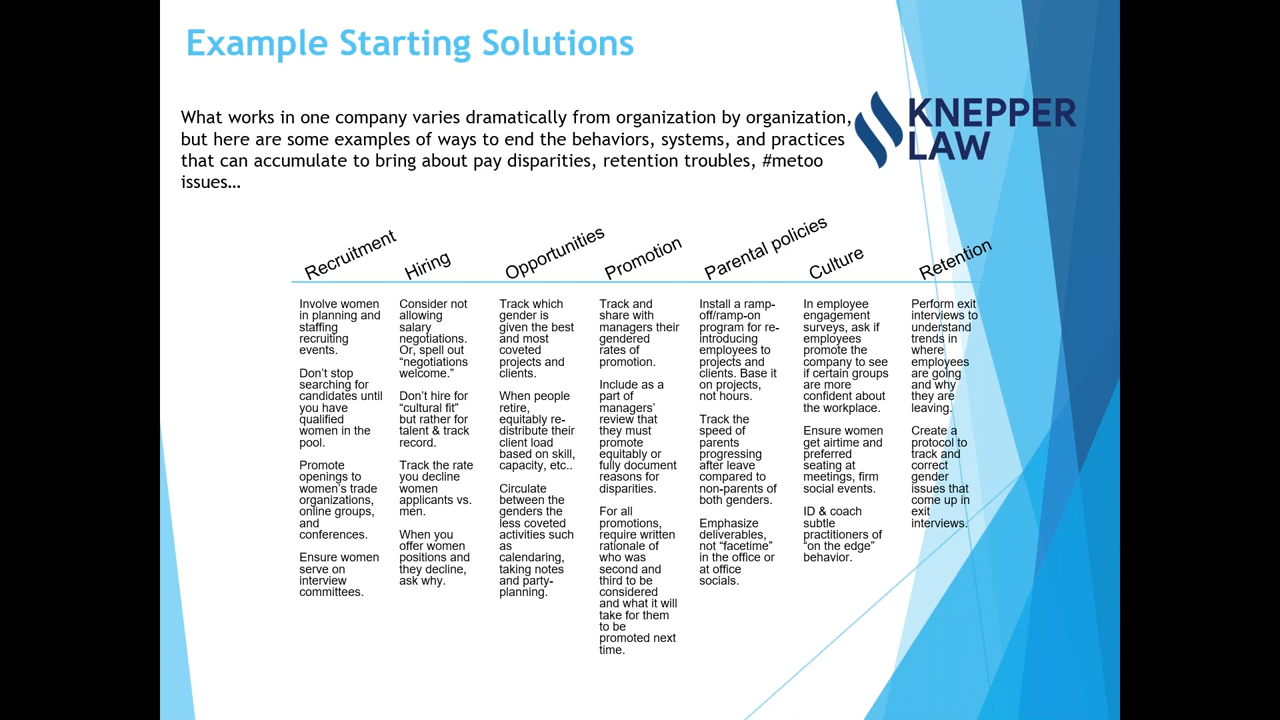 Example Starting Solutions
KNEPPER
LAW
What works in one company varies dramatically from organization by organization,
but here are some examples of ways to end the behaviors, systems, and practices
that can accumulate to bring about pay disparities, retention troubles, #metoo
issues…
Recruitment
Involve women
in planning and
staffing
recruiting
events.
Don’t stop
searching for
candidates until
you have
qualified
women in the
pool.
Promote
openings to
women’s trade
organizations,
online groups,
and
conferences.
Ensure women
serve on
interview
committees.
Hiring
Consider not
allowing
salary
negotiations.
Or, spell out
“negotiations
welcome.”
Don’t hire for
“cultural fit”
but rather for
talent & track
record.
Track the rate
you decline
women
applicants vs.
men.
When you
offer women
positions and
they decline,
ask why.
Opportunities
Track which
gender is
given the best
and most
coveted
projects and
clients.
When people
retire,
equitably re-
distribute their
client load
based on skill,
capacity, etc..
Circulate
between the
genders the
less coveted
activities such
as
calendaring,
taking notes
and party-
planning.
Promotion
Track and
share with
managers their
gendered
rates of
promotion.
Include as a
part of
managers’
review that
they must
promote
equitably or
fully document
reasons for
disparities.
For all
promotions,
require written
rationale of
who was
second and
third to be
considered
and what it will
take for them
to be
promoted next
time.
Parental policies
Install a ramp-
off/ramp-on
program for re-
introducing
employees to
projects and
clients. Base it
on projects,
not hours.
Track the
speed of
parents
progressing
after leave
compared to
non-parents of
both genders.
Emphasize
deliverables,
not “facetime”
in the office or
at office
socials.
Culture
In employee
engagement
surveys, ask if
employees
promote the
company to see
if certain groups
are more
confident about
the workplace.
Ensure women
get airtime and
preferred
seating at
meetings, firm
social events.
ID & coach
subtle
practitioners of
“on the edge”
behavior.
Retention
Perform exit
interviews to
understand
trends in
where
employees
are going
and why
they are
leaving.
Create a
protocol to
track and
correct
gender
issues that
come up in
exit
interviews.